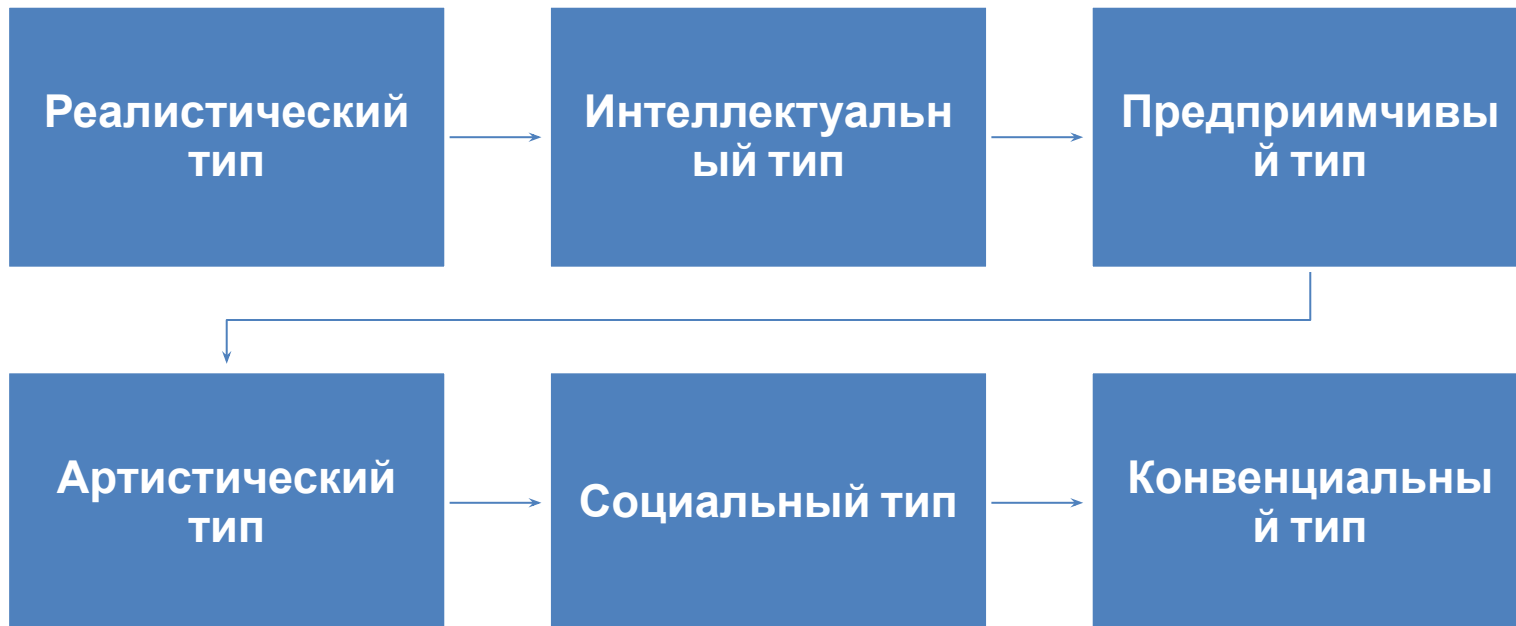 Реалистический
тип
Интеллектуальн
ый тип
Предприимчивы
й тип
Артистический
тип
Социальный тип
Конвенциальны
й тип